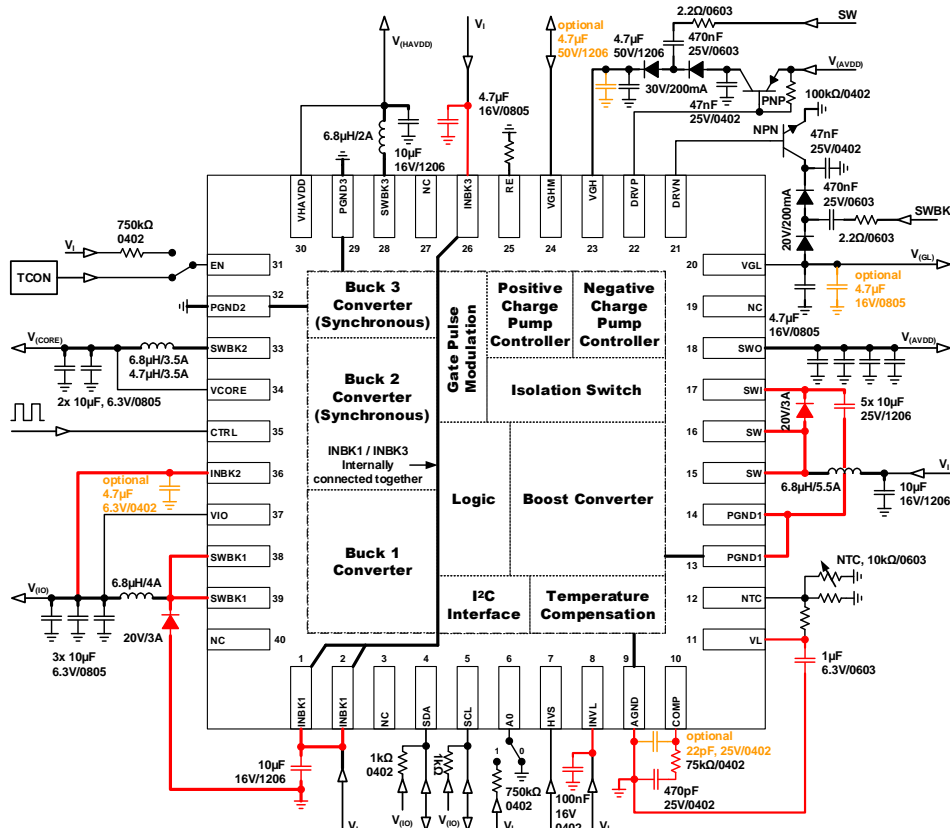 optional
4.7µF
50V/1206
4.7µF
50V/1206
2.2Ω/0603
470nF
25V/0603
SW
V(HAVDD)
VI
V(AVDD)
30V/200mA
PNP
100kΩ/0402
47nF
25V/0402
NPN
47nF
25V/0402
4.7µF
16V/0805
6.8µH/2A
10µF
16V/1206
470nF
25V/0603
20V/200mA
SWBK
2.2Ω/0603
VHAVDD
PGND3
SWBK3
NC
INBK3
RE
VGHM
VGH
DRVP
DRVN
30
29
28
27
26
25
24
23
22
21
750kΩ
0402
VI
TCON
EN
31
PGND2
32
V(CORE)
SWBK2
33
6.8µH/3.5A
4.7µH/3.5A
VCORE
34
2x 10µF, 6.3V/0805
CTRL
35
INBK2
36
optional
4.7µF
6.3V/0402
VIO
37
SWBK1
38
V(IO)
6.8µH/4A
SWBK1
39
20V/3A
NC
40
3x 10µF
6.3V/0805
Buck 3
Converter
(Synchronous)
Buck 2
Converter
(Synchronous)
INBK1 / INBK3
Internally
connected together
Buck 1
Converter
Gate Pulse
Modulation
Positive
Charge
Pump
Controller
Negative
Charge
Pump
Controller
Isolation Switch
Logic
Boost Converter
I²C
Interface
Temperature
Compensation
20
VGL
V(GL)
optional
4.7µF
16V/0805
19
NC
4.7µF
16V/0805
18
SWO
V(AVDD)
17
SWI
20V/3A
5x 10µF
25V/1206
16
SW
15
SW
VI
6.8µH/5.5A
10µF
16V/1206
14
PGND1
13
PGND1
NTC, 10kΩ/0603
12
NTC
11
VL
1µF
6.3V/0603
1
2
3
4
5
6
7
8
9
10
INBK1
INBK1
NC
SDA
SCL
A0
HVS
INVL
AGND
COMP
10µF
16V/1206
1kΩ
0402
1kΩ
1
0
750kΩ
0402
100nF
16V
0402
optional
22pF, 25V/0402
75kΩ/0402
470pF
25V/0402
V(IO)
V(IO)